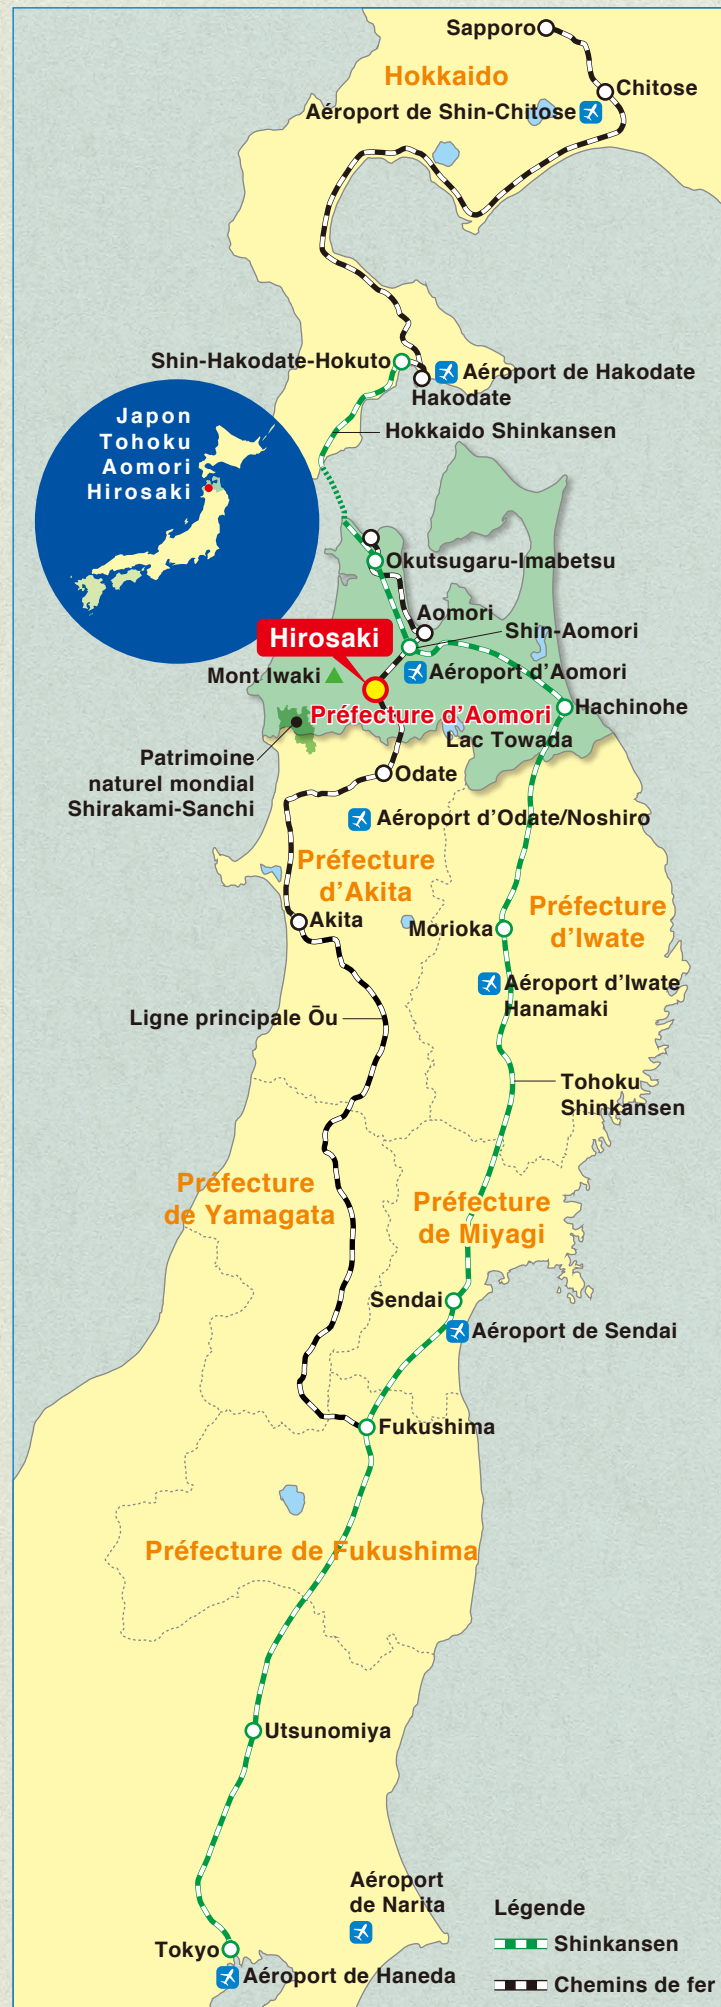 Sapporo
Hokkaido
Chitose
Aéroport de Shin-Chitose
Shin-Hakodate-Hokuto
Aéroport de Hakodate
Hakodate
Hokkaido Shinkansen
Japon
Tohoku
Aomori
Hirosaki
Okutsugaru-Imabetsu
Aomori
Shin-Aomori
Hirosaki
Mont Iwaki
Aéroport d'Aomori
Préfecture d'Aomori
Hachinohe
Lac Towada
Patrimoine
naturel mondial
Shirakami-Sanchi
Odate
Aéroport d'Odate/Noshiro
Préfecture
d'Akita
Akita
Morioka
Préfecture
d'Iwate
Aéroport d'Iwate
Hanamaki
Ligne principale Ōu
Tohoku
Shinkansen
Préfecture
de Yamagata
Préfecture
de Miyagi
Sendai
Aéroport de Sendai
Fukushima
Préfecture de Fukushima
Utsunomiya
Aéroport
de Narita
Tokyo
Aéroport de Haneda
Légende
Shinkansen
Chemins de fer